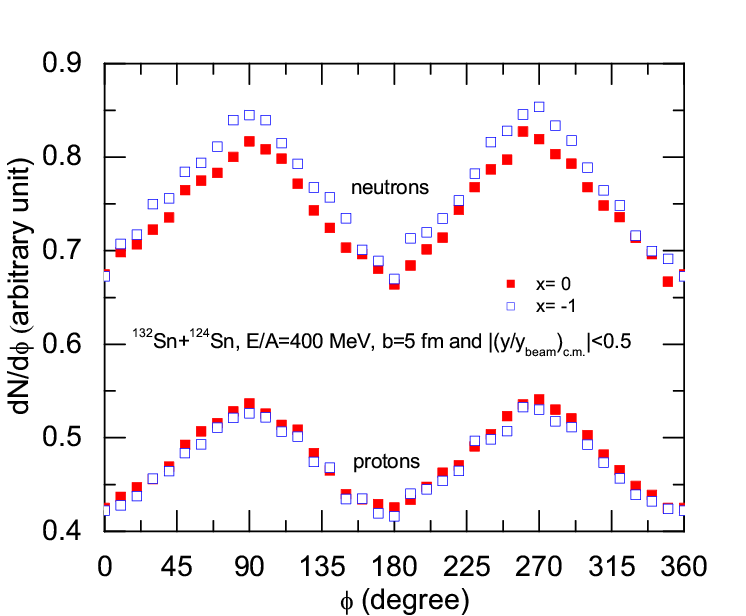 0.9
0.8
0.7
0.6
0.5
0.4
dN/dϕ (arbitrary unit)
neutrons
x= 0
x= -1
¹³²Sn+¹²⁴Sn, E/A=400 MeV, b=5 fm and |(y/y_beam)_c.m.|<0.5
protons
0 45 90 135 180 225 270 315 360
ϕ (degree)